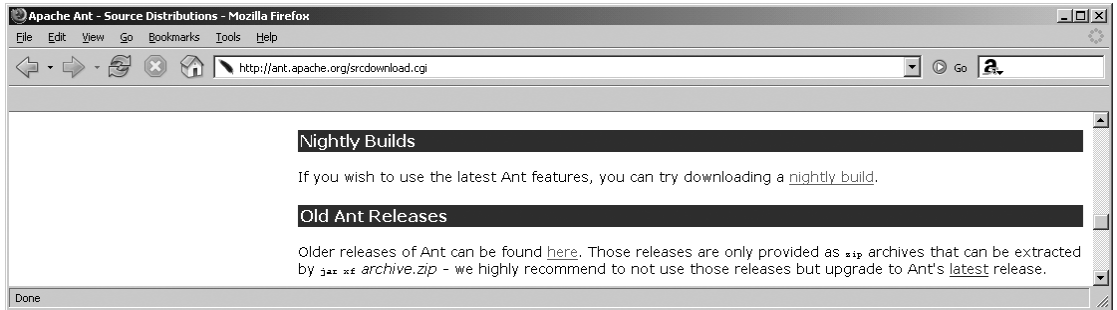 Apache Ant - Source Distributions - Mozilla Firefox
File Edit View Go Bookmarks Tools Help
http://ant.apache.org/srcdownload.cgi Go a
Nightly Builds
If you wish to use the latest Ant features, you can try downloading a nightly build.
Old Ant Releases
Older releases of Ant can be found here. Those releases are only provided as zip archives that can be extracted
by jar xf archive.zip - we highly recommend to not use those releases but upgrade to Ant's latest release.
Done